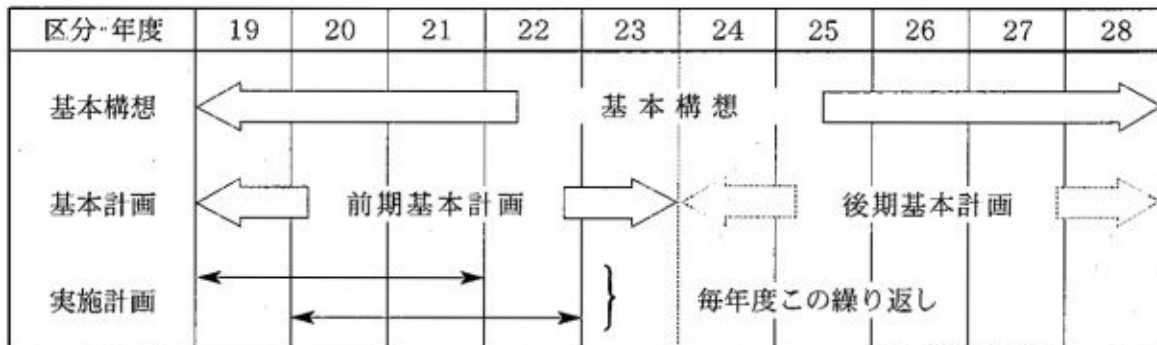 区分・年度 19 20 21 22 23 24 25 26 27 28
基本構想 基本構想
基本計画 前期基本計画 後期基本計画
実施計画 } 毎年度この繰り返し